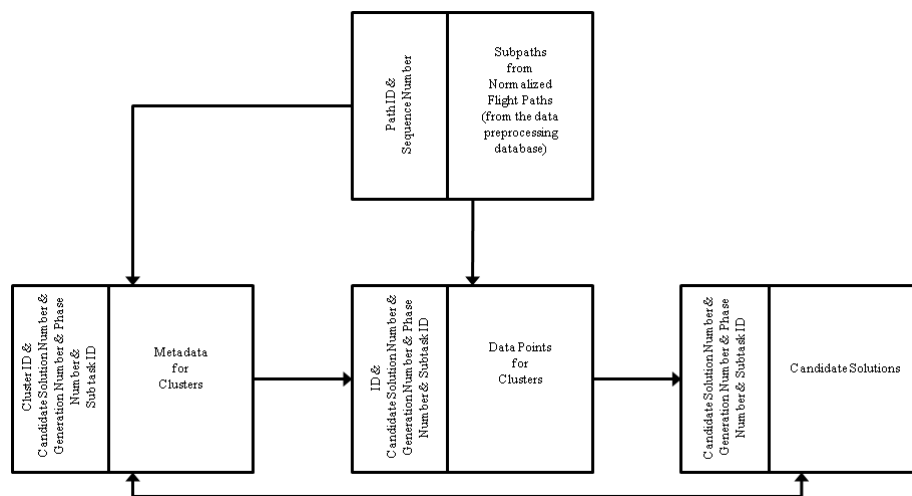 Path ID &
Sequence Number
Subpaths
from
Normalized
Flight Paths
(from the data
preprocessing
database)
Cluster ID &
Candidate Solution Number &
Generation Number & Phase
Number &
Subtask ID
Metadata
for
Clusters
ID &
Candidate Solution Number &
Generation Number & Phase
Number & Subtask ID
Data Points
for
Clusters
Candidate Solution Number &
Generation Number & Phase
Number & Subtask ID
Candidate Solutions